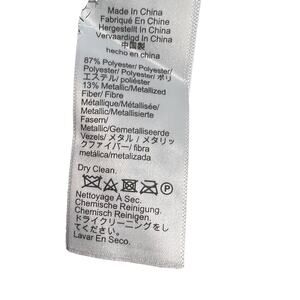 Made In China
Fabriqué En Chine
Hergestellt In China
Vervaardigd In China
中国製
hecho en china
87% Polyester/ Polyester/
Polyester/ Polyester/ ポリ
エステル/ poliéster
13% Metallic/Metallized
Fiber/ Fibre
Métallique/Métallisée/
Metallic/Metallisierte
Fasern/
Metallic/Gemetalliseerde
Vezels/ メタル / メタリッ
クファイバー/ fibra
metálica/metalizada
Dry Clean.
P
Nettoyage À Sec.
Chemische Reinigung.
Chemisch Reinigen.
ドライクリーニングをし
てください。
Lavar En Seco.